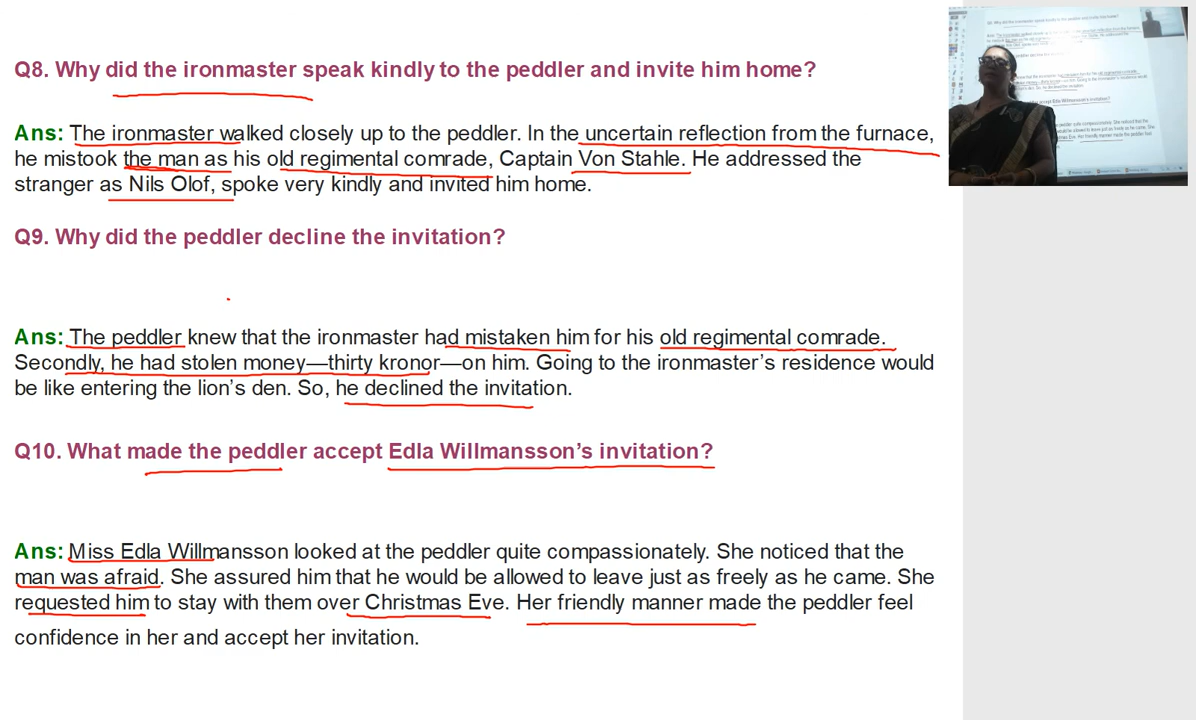 Q8. Why did the ironmaster speak kindly to the peddler and invite him home?
Ans: The ironmaster walked closely up to the peddler. In the uncertain reflection from the furnace,
he mistook the man as his old regimental comrade, Captain Von Stahle. He addressed the
stranger as Nils Olof, spoke very kindly and invited him home.
Q9. Why did the peddler decline the invitation?
Ans: The peddler knew that the ironmaster had mistaken him for his old regimental comrade.
Secondly, he had stolen money—thirty kronor—on him. Going to the ironmaster’s residence would
be like entering the lion’s den. So, he declined the invitation.
Q10. What made the peddler accept Edla Willmansson’s invitation?
Ans: Miss Edla Willmansson looked at the peddler quite compassionately. She noticed that the
man was afraid. She assured him that he would be allowed to leave just as freely as he came. She
requested him to stay with them over Christmas Eve. Her friendly manner made the peddler feel
confidence in her and accept her invitation.